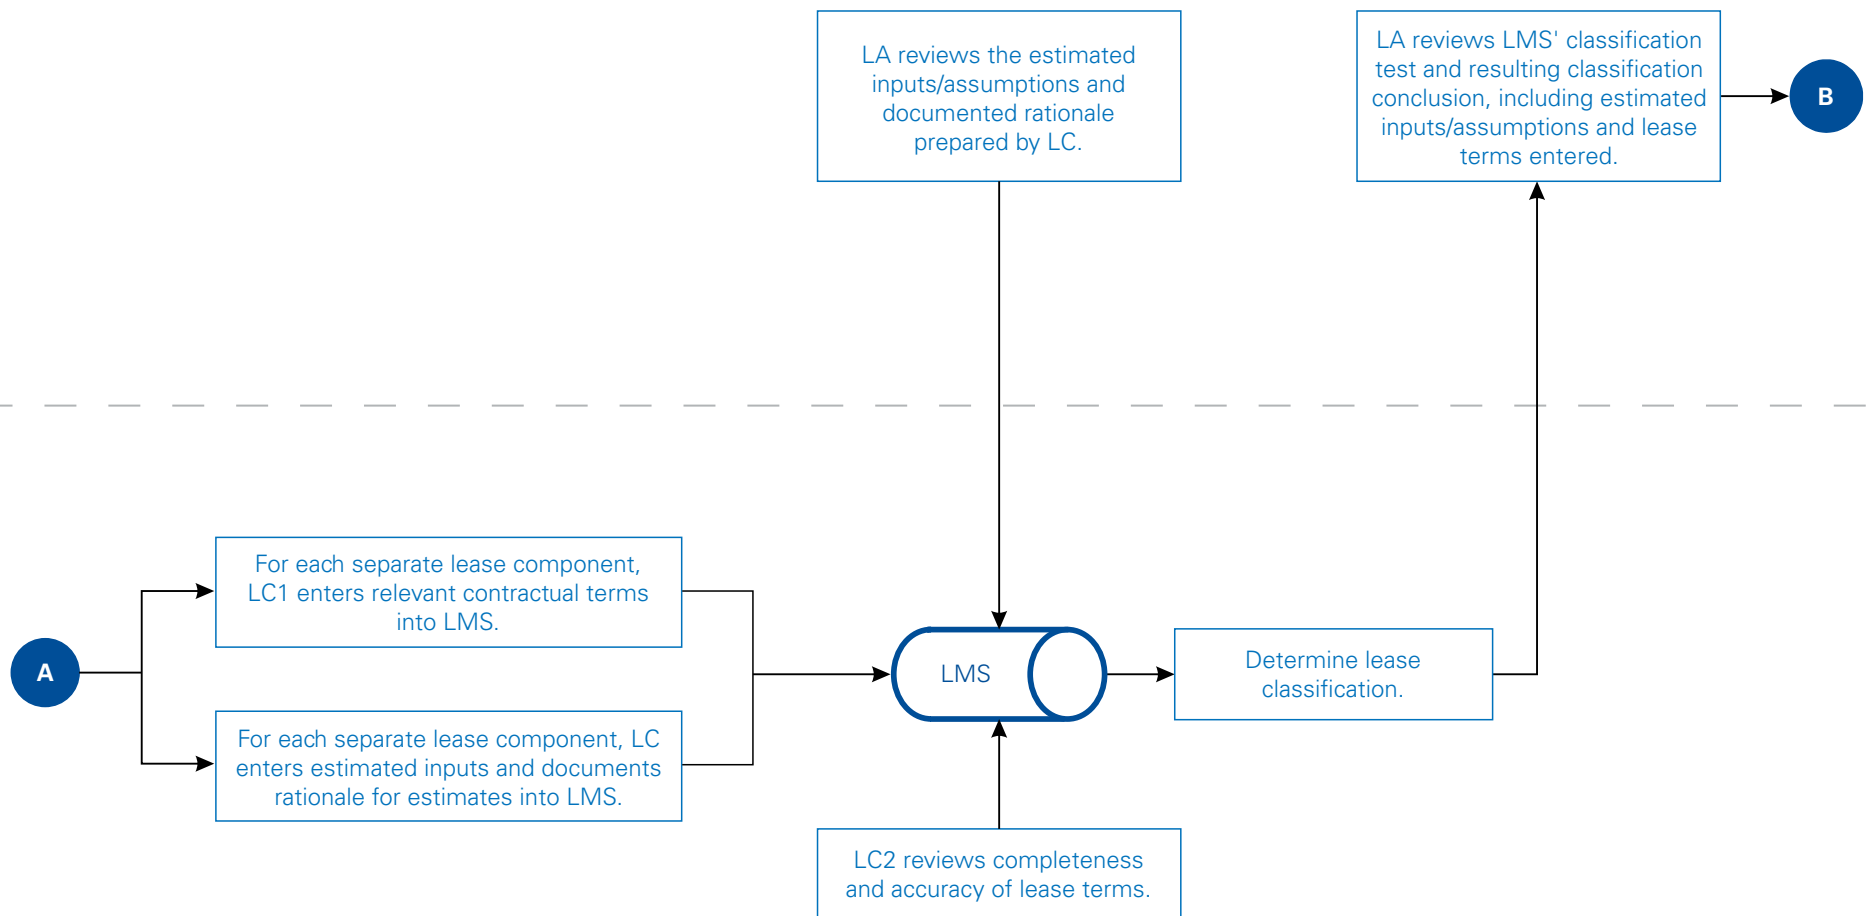 LA reviews the estimated
inputs/assumptions and
documented rationale
prepared by LC.
LA reviews LMS' classification
test and resulting classification
conclusion, including estimated
inputs/assumptions and lease
terms entered.
B
For each separate lease component,
LC1 enters relevant contractual terms
into LMS.
A
For each separate lease component, LC
enters estimated inputs and documents
rationale for estimates into LMS.
LMS
Determine lease
classification.
LC2 reviews completeness
and accuracy of lease terms.